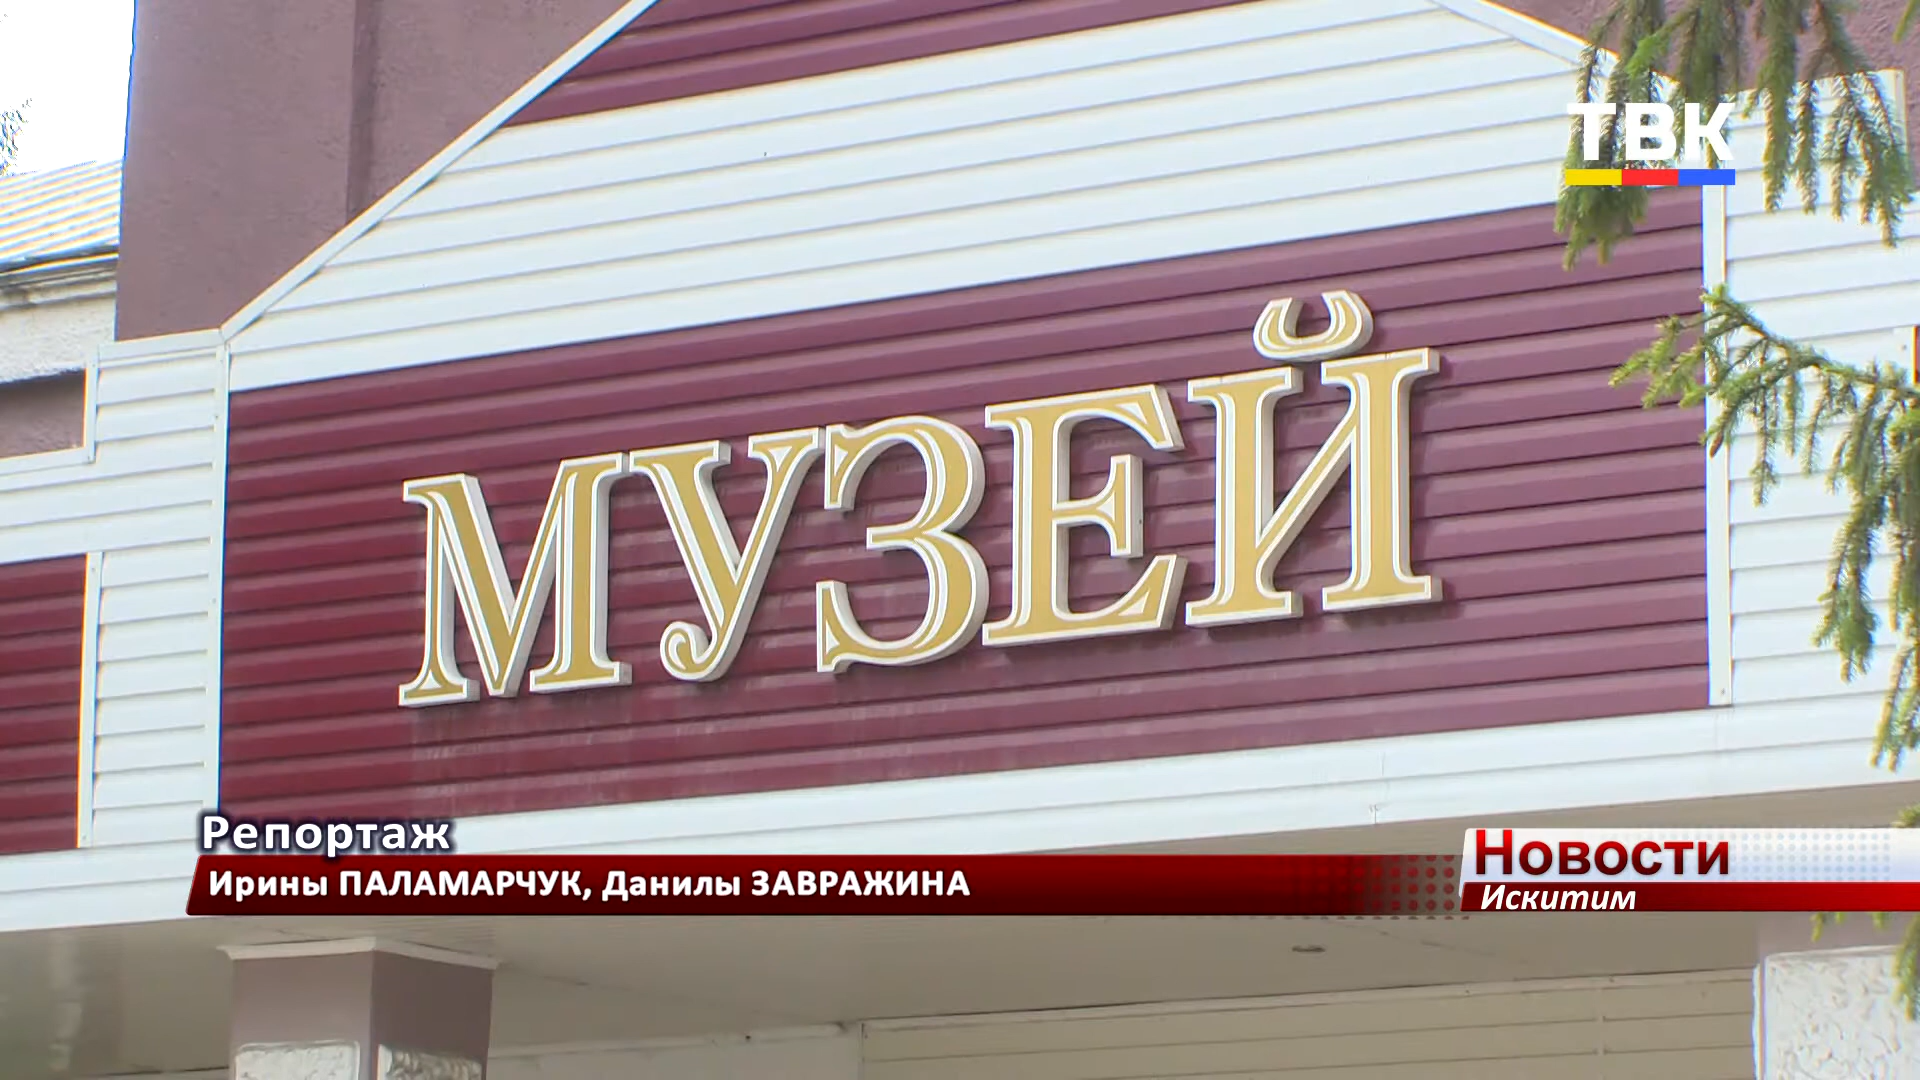 ТВК
МУЗЕЙ
Репортаж
Ирины ПАЛАМАРЧУК, Данилы ЗАВРАЖИНА
Новости
Искитим